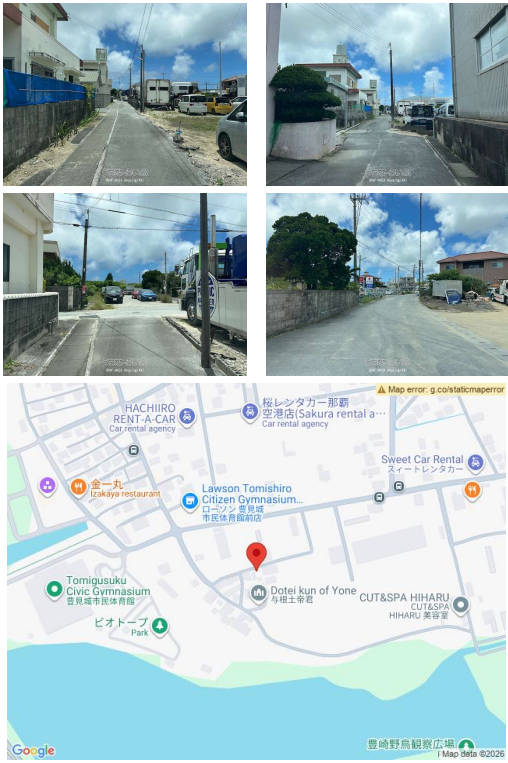 Map error: g.co/staticmaperror
HACHIIRO
RENT-A-CAR
Car rental agency
桜レンタカー那覇
空港店(Sakura rental a…
Car rental agency
Sweet Car Rental
スィートレンタカー
金一丸
Izakaya restaurant
Lawson Tomishiro
Citizen Gymnasium...
ローソン 豊見城
市民体育館前店
Tomigusuku
Civic Gymnasium
豊見城市民体育館
Dotei kun of Yone
与根土帝君
CUT&SPA HIHARU
CUT&SPA
HIHARU 美容室
ビオトープ
Park
豊崎野鳥観察広場
Google
Map data ©2026